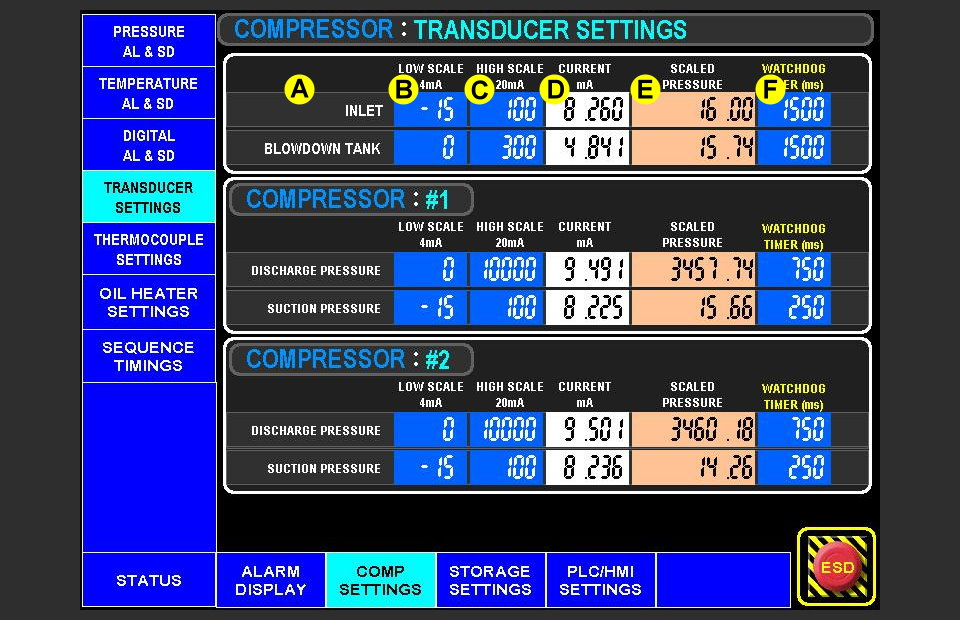 PRESSURE
AL & SD
TEMPERATURE
AL & SD
DIGITAL
AL & SD
TRANSDUCER
SETTINGS
THERMOCOUPLE
SETTINGS
OIL HEATER
SETTINGS
SEQUENCE
TIMINGS
STATUS
COMPRESSOR : TRANSDUCER SETTINGS
LOW SCALE HIGH SCALE CURRENT SCALED WATCHDOG
A B 4mA C 20mA D mA E PRESSURE F ER (ms)
INLET -15 100 8.260 16.00 1500
BLOWDOWN TANK 0 300 4.841 15.74 1500
COMPRESSOR : #1
LOW SCALE HIGH SCALE CURRENT SCALED WATCHDOG
4mA 20mA mA PRESSURE TIMER (ms)
DISCHARGE PRESSURE 0 10000 9.491 3457.74 750
SUCTION PRESSURE -15 100 8.225 15.66 250
COMPRESSOR : #2
LOW SCALE HIGH SCALE CURRENT SCALED WATCHDOG
4mA 20mA mA PRESSURE TIMER (ms)
DISCHARGE PRESSURE 0 10000 9.501 3460.18 750
SUCTION PRESSURE -15 100 8.236 14.26 250
ALARM
DISPLAY
COMP
SETTINGS
STORAGE
SETTINGS
PLC/HMI
SETTINGS
ESD